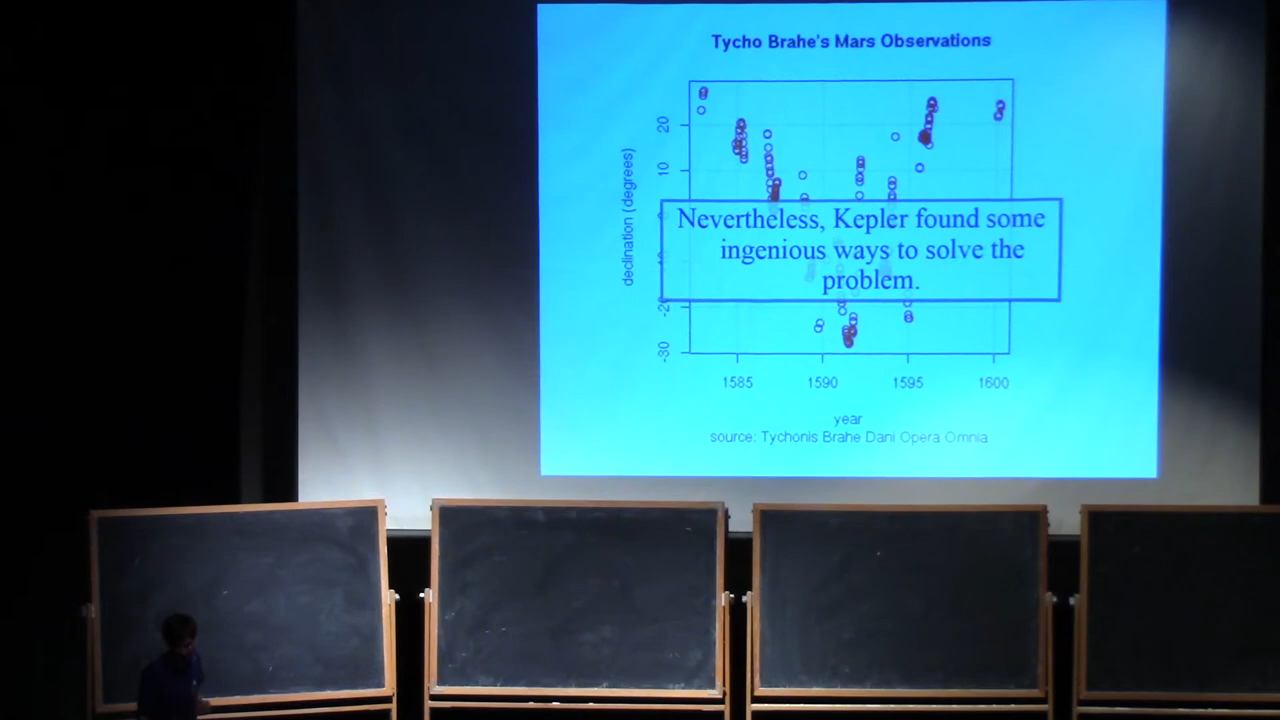 Tycho Brahe's Mars Observations
20
10
declination (degrees)
Nevertheless, Kepler found some
ingenious ways to solve the
problem.
-30
1585 1590 1595 1600
year
source: Tychonis Brahe Dani Opera Omnia